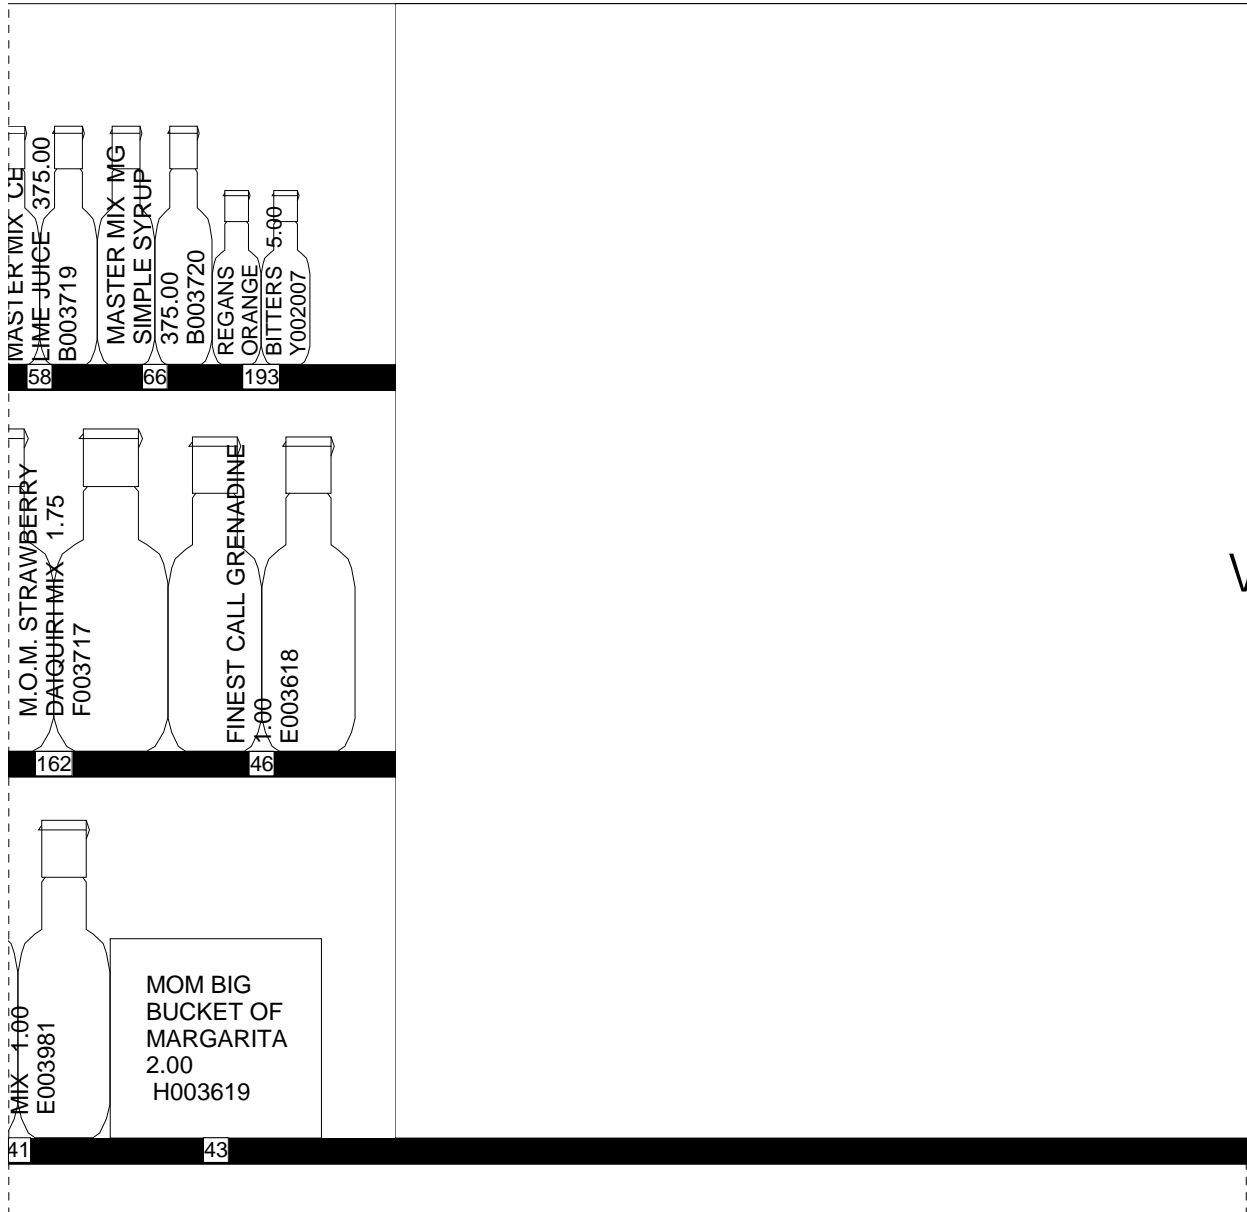 MASTER MIX CE
LIME JUICE 375.00
B003719
MASTER MIX MG
SIMPLE SYRUP
375.00
B003720
REGANS
ORANGE
BITTERS 5.00
Y002007
58
66
193
M.O.M. STRAWBERRY
DAIQUIRI MIX 1.75
F003717
FINEST CALL GRENADINE
1.00
E003618
162
46
MIX 1.00
E003981
MOM BIG
BUCKET OF
MARGARITA
2.00
H003619
41
43